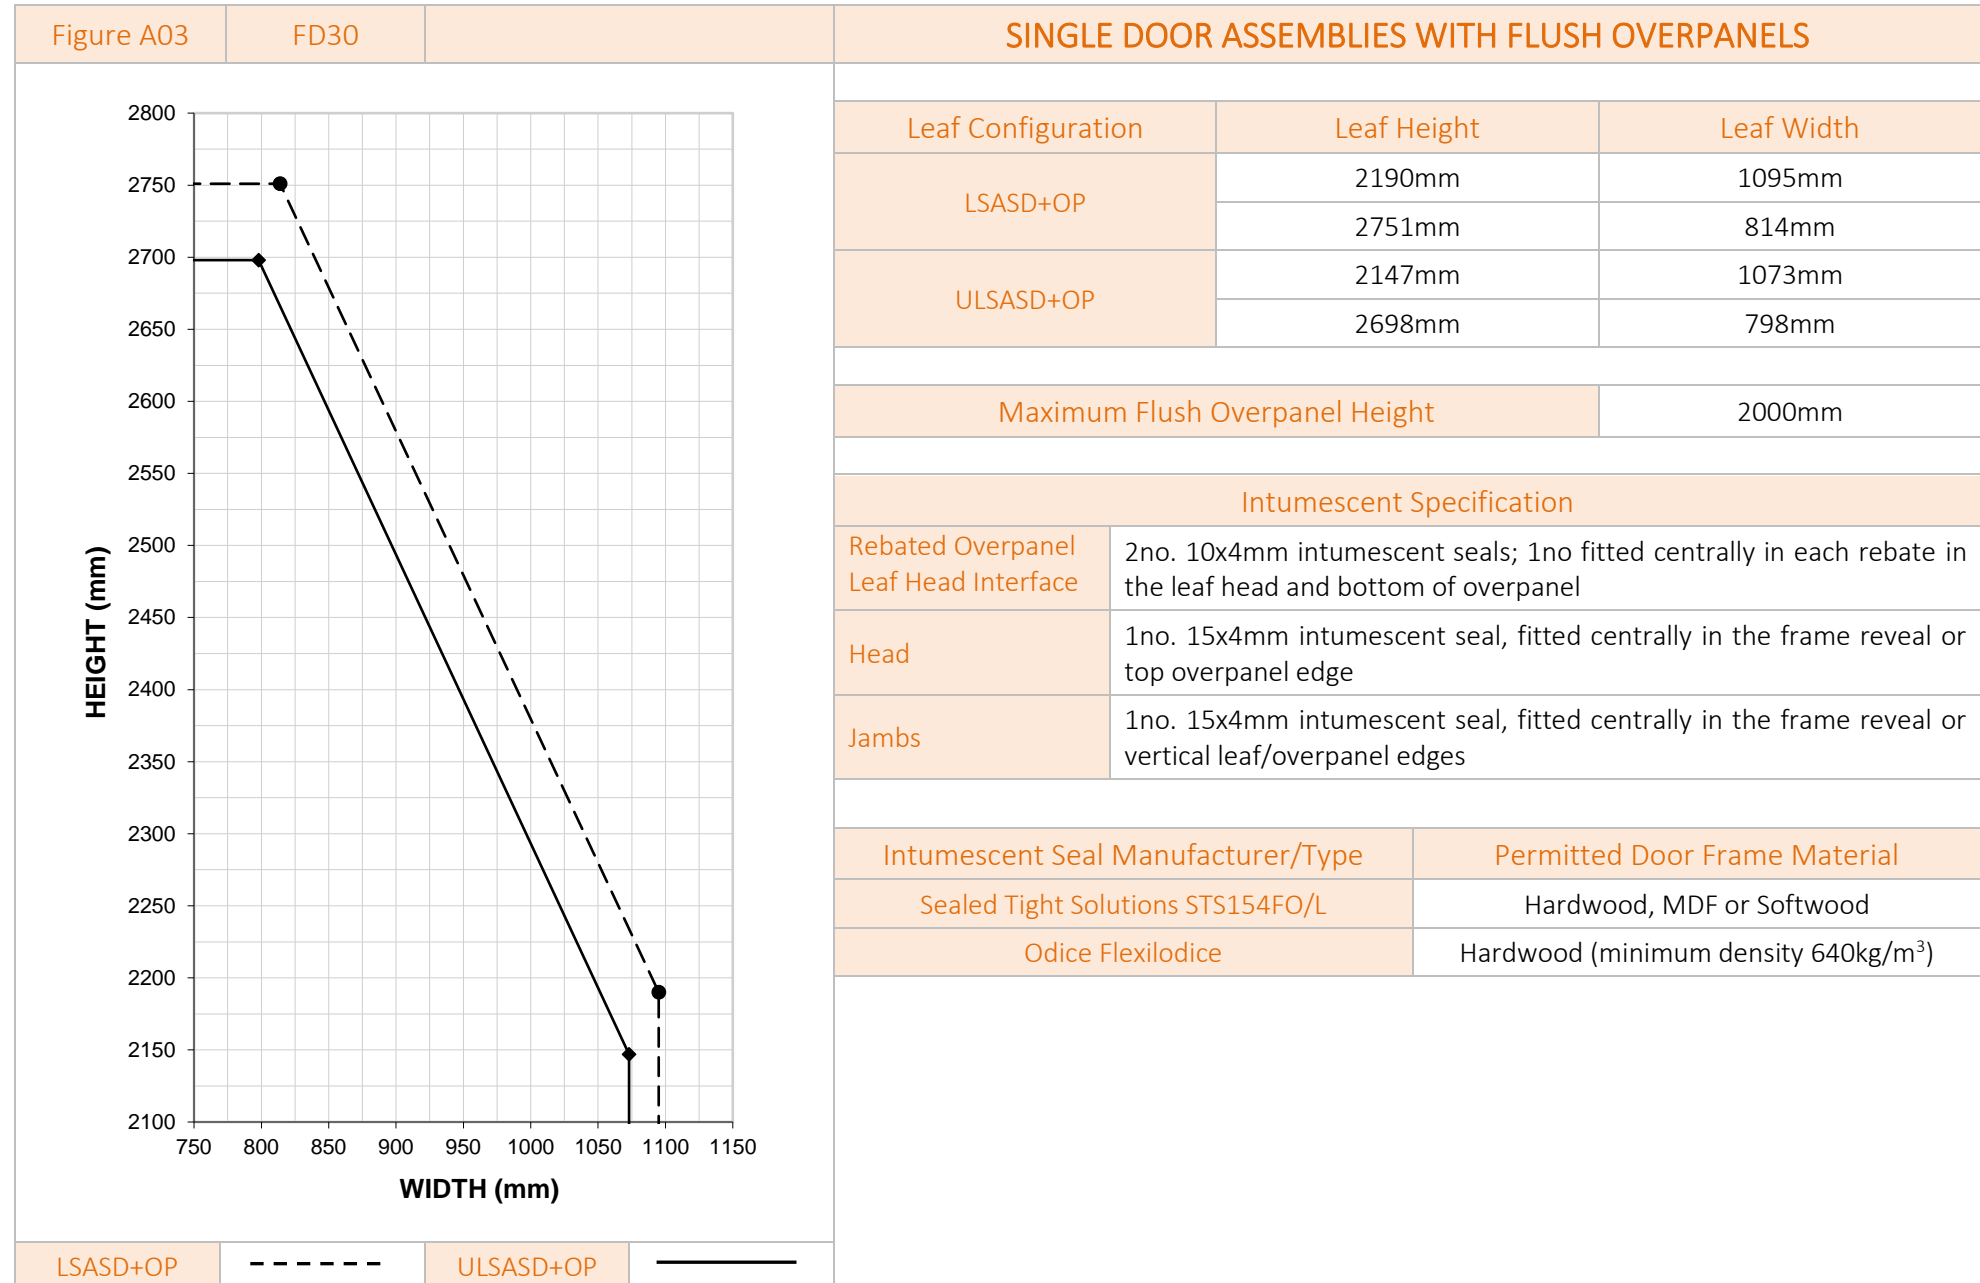 Figure A03 FD30 SINGLE DOOR ASSEMBLIES WITH FLUSH OVERPANELS
2800
2750
2700
2650
2600
2550
2500
2450
2400
2350
2300
2250
2200
2150
2100
HEIGHT (mm)
750 800 850 900 950 1000 1050 1100 1150
WIDTH (mm)
LSASD+OP ULSASD+OP
Leaf Configuration Leaf Height Leaf Width
LSASD+OP
2190mm 1095mm
2751mm 814mm
ULSASD+OP
2147mm 1073mm
2698mm 798mm
Maximum Flush Overpanel Height 2000mm
Intumescent Specification
Rebated Overpanel
Leaf Head Interface
2no. 10x4mm intumescent seals; 1no fitted centrally in each rebate in
the leaf head and bottom of overpanel
Head
1no. 15x4mm intumescent seal, fitted centrally in the frame reveal or
top overpanel edge
Jambs
1no. 15x4mm intumescent seal, fitted centrally in the frame reveal or
vertical leaf/overpanel edges
Intumescent Seal Manufacturer/Type Permitted Door Frame Material
Sealed Tight Solutions STS154FO/L Hardwood, MDF or Softwood
Odice Flexilodice Hardwood (minimum density 640kg/m³)